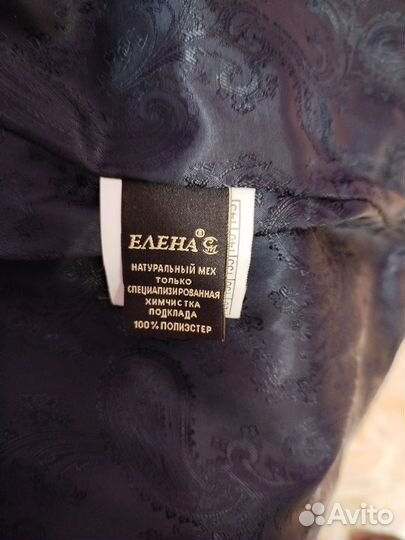 ЕЛЕНА®
НАТУРАЛЬНЫЙ МЕХ
ТОЛЬКО
СПЕЦИАЛИЗИРОВАННАЯ
ХИМЧИСТКА
ПОДКЛАДА
100% ПОЛИЭСТЕР
Avito